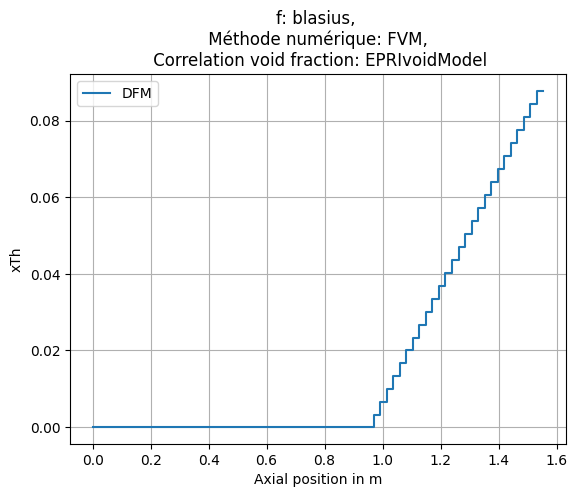 f: blasius,
Méthode numérique: FVM,
Correlation void fraction: EPRIvoidModel
DFM
xTh
0.08
0.06
0.04
0.02
0.00
0.0 0.2 0.4 0.6 0.8 1.0 1.2 1.4 1.6
Axial position in m